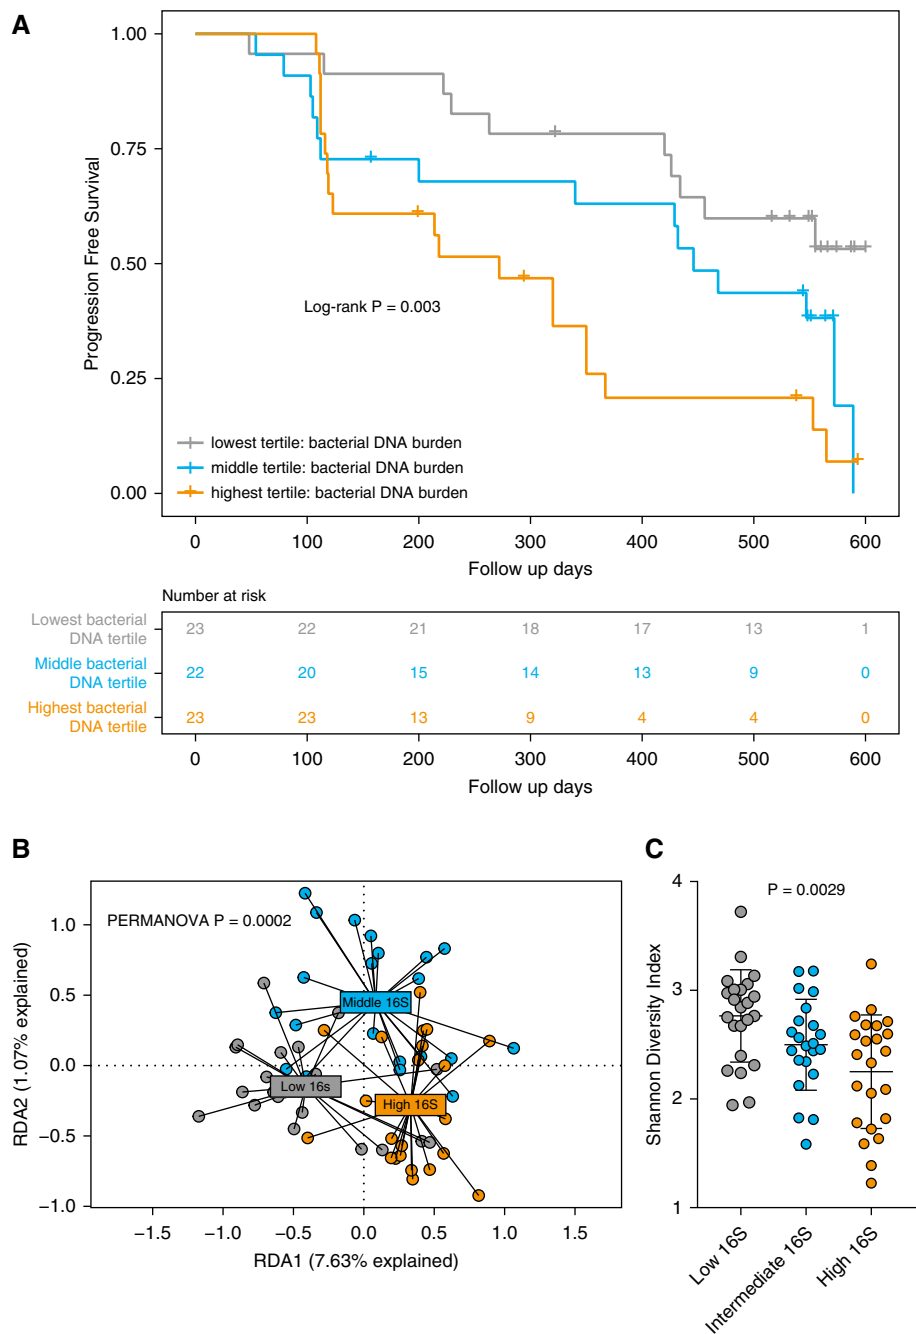 A
1.00
0.75
0.50
0.25
0.00
Progression Free Survival
Log-rank P = 0.003
lowest tertile: bacterial DNA burden
middle tertile: bacterial DNA burden
highest tertile: bacterial DNA burden
0 100 200 300 400 500 600
Follow up days
Number at risk
Lowest bacterial
DNA tertile
23 22 21 18 17 13 1
Middle bacterial
DNA tertile
22 20 15 14 13 9 0
Highest bacterial
DNA tertile
23 23 13 9 4 4 0
0 100 200 300 400 500 600
Follow up days
B
PERMANOVA P = 0.0002
1.0
0.5
0.0
−0.5
−1.0
RDA2 (1.07% explained)
Middle 16S
Low 16s
High 16S
−1.5 −1.0 −0.5 0.0 0.5 1.0 1.5
RDA1 (7.63% explained)
C
P = 0.0029
4
3
2
1
Shannon Diversity Index
Low 16S
Intermediate 16S
High 16S